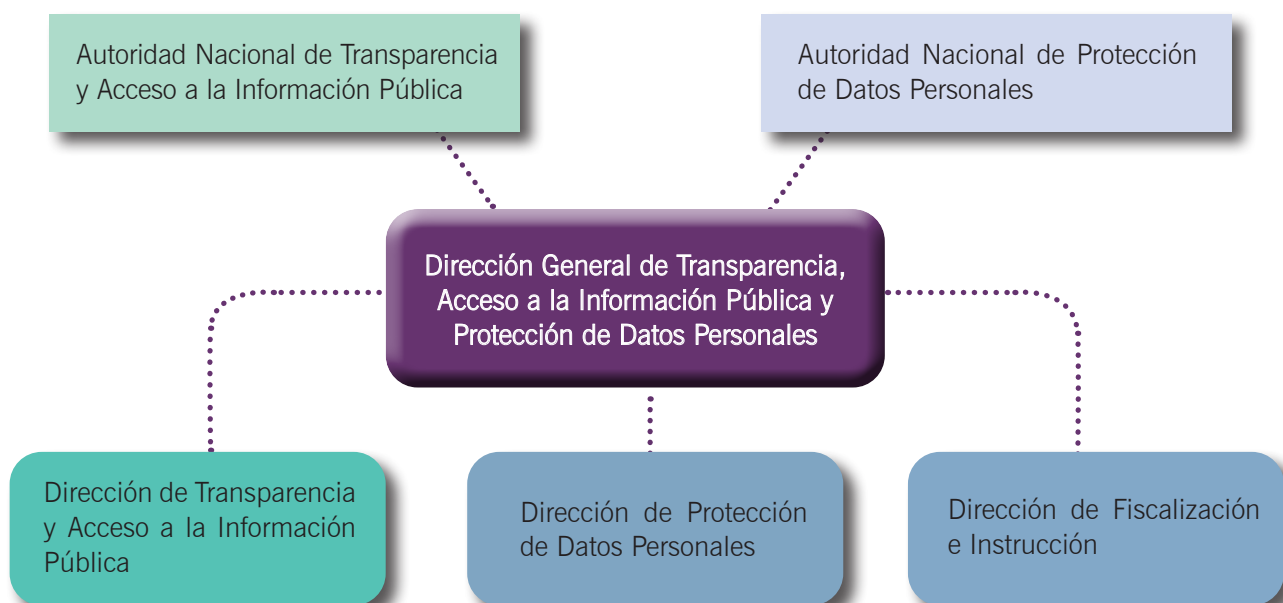 Autoridad Nacional de Transparencia
y Acceso a la Información Pública
Autoridad Nacional de Protección
de Datos Personales
Dirección General de Transparencia,
Acceso a la Información Pública y
Protección de Datos Personales
Dirección de Transparencia
y Acceso a la Información
Pública
Dirección de Protección
de Datos Personales
Dirección de Fiscalización
e Instrucción